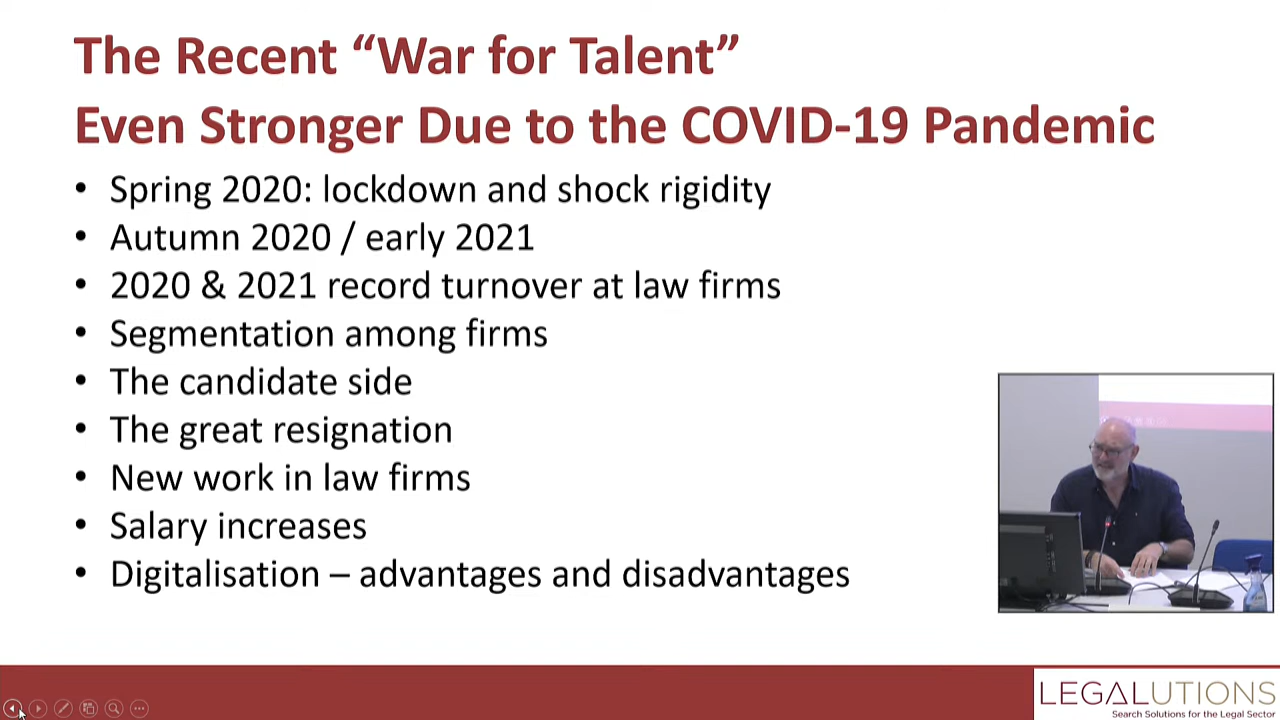 The Recent “War for Talent”
Even Stronger Due to the COVID-19 Pandemic
• Spring 2020: lockdown and shock rigidity
• Autumn 2020 / early 2021
• 2020 & 2021 record turnover at law firms
• Segmentation among firms
• The candidate side
• The great resignation
• New work in law firms
• Salary increases
• Digitalisation – advantages and disadvantages
LEGALUTIONS
Search Solutions for the Legal Sector